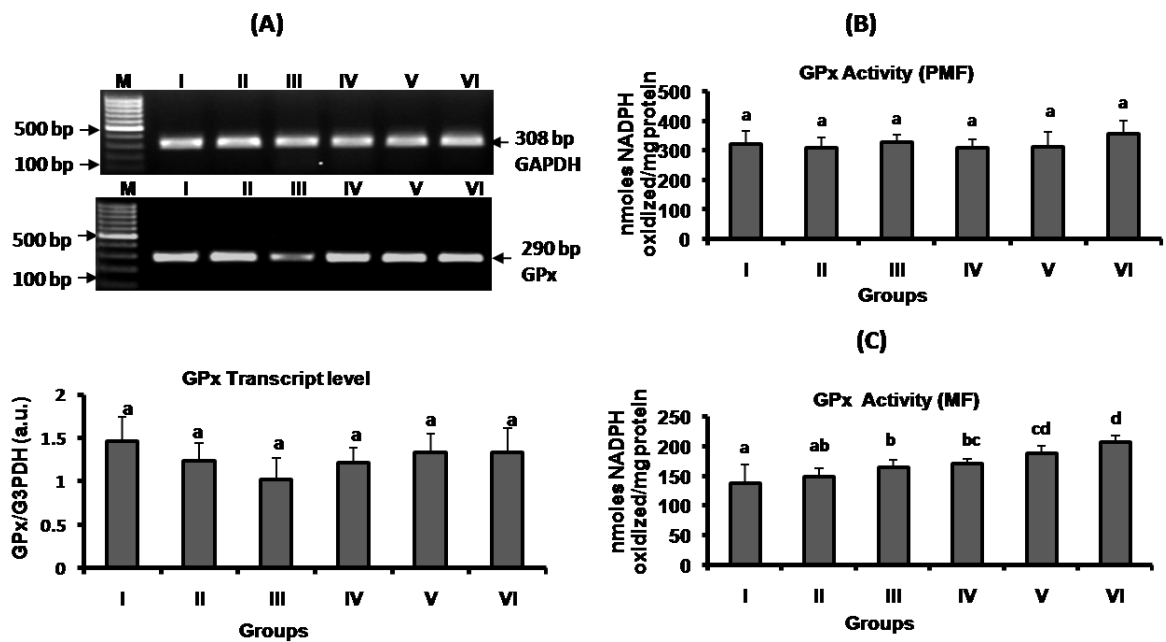 (A)
M I II III IV V VI
500 bp
100 bp
308 bp
GAPDH
M I II III IV V VI
500 bp
100 bp
290 bp
GPx
GPx Transcript level
GPx/G3PDH (a.u.)
2
1.5
1
0.5
0
a a a a a a
I II III IV V VI
Groups
(B)
GPx Activity (PMF)
nmoles NADPH
oxidized/mg protein
500
400
300
200
100
0
a a a a a a
I II III IV V VI
Groups
(C)
GPx Activity (MF)
nmoles NADPH
oxidized/mg protein
250
200
150
100
50
0
a ab b bc cd d
I II III IV V VI
Groups